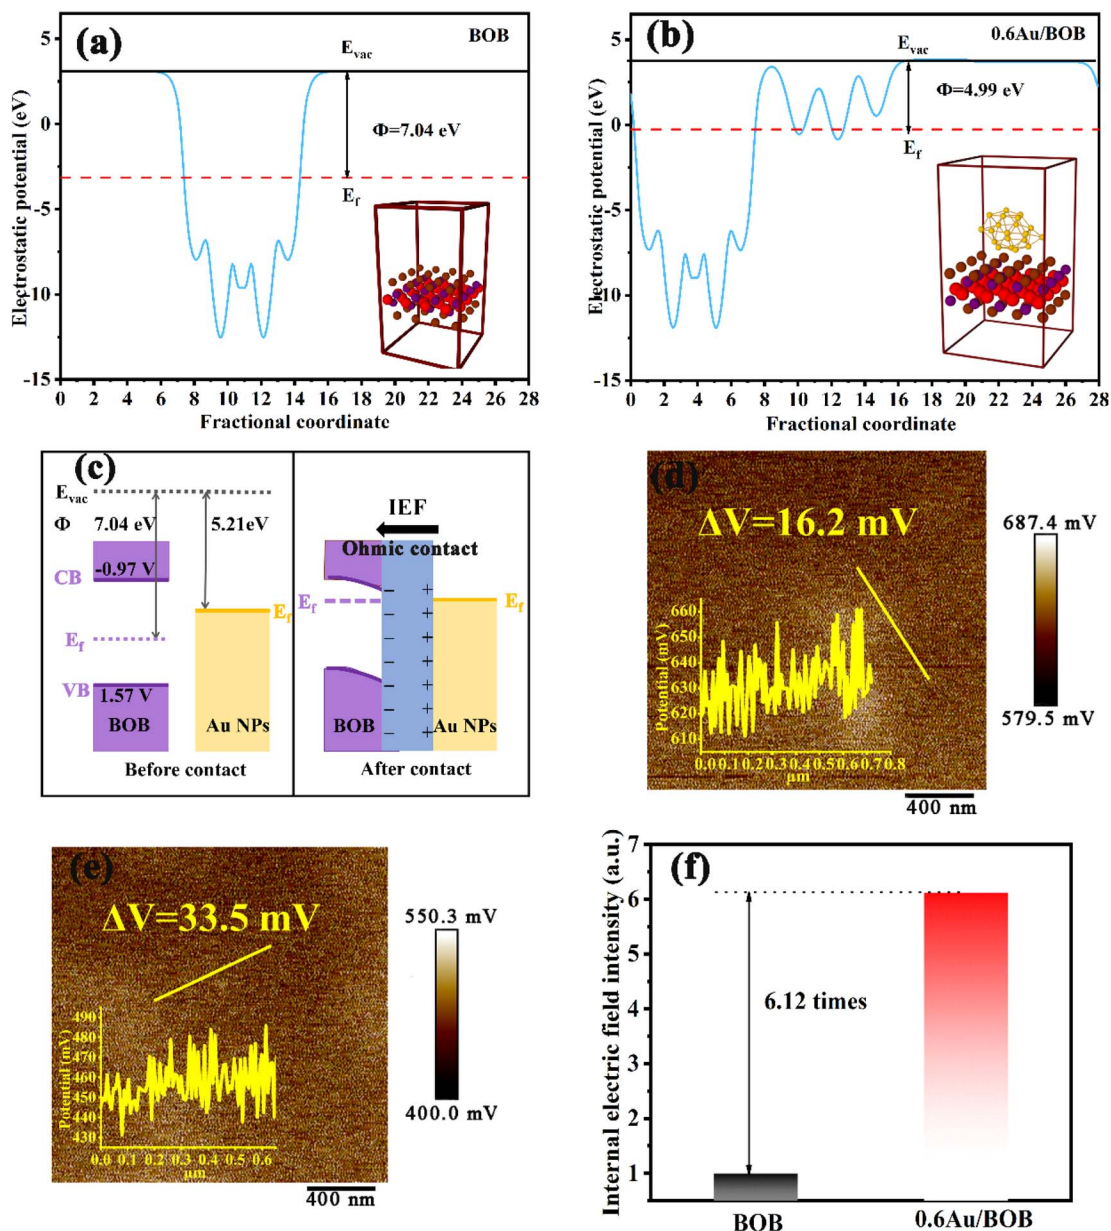 (a)
BOB
E_vac
Φ=7.04 eV
E_f
Electrostatic potential (eV)
5
0
-5
-10
-15
0 2 4 6 8 10 12 14 16 18 20 22 24 26 28
Fractional coordinate
(b)
0.6Au/BOB
E_vac
Φ=4.99 eV
E_f
Electrostatic potential (eV)
5
0
-5
-10
-15
0 2 4 6 8 10 12 14 16 18 20 22 24 26 28
Fractional coordinate
(c)
E_vac
Φ 7.04 eV 5.21eV
CB -0.97 V
E_f E_f
VB 1.57 V
BOB Au NPs
Before contact
IEF
Ohmic contact
E_f E_f
− +
− +
− +
− +
− +
− +
− +
− +
BOB Au NPs
After contact
(d)
ΔV=16.2 mV
Potential (mV)
660
650
640
630
620
610
0.0 0.1 0.2 0.3 0.4 0.5 0.6 0.7 0.8
μm
687.4 mV
579.5 mV
400 nm
(e)
ΔV=33.5 mV
Potential (mV)
490
480
470
460
450
440
430
0.0 0.1 0.2 0.3 0.4 0.5 0.6
μm
550.3 mV
400.0 mV
400 nm
(f)
Internal electric field intensity (a.u.)
7
6
5
4
3
2
1
6.12 times
BOB 0.6Au/BOB